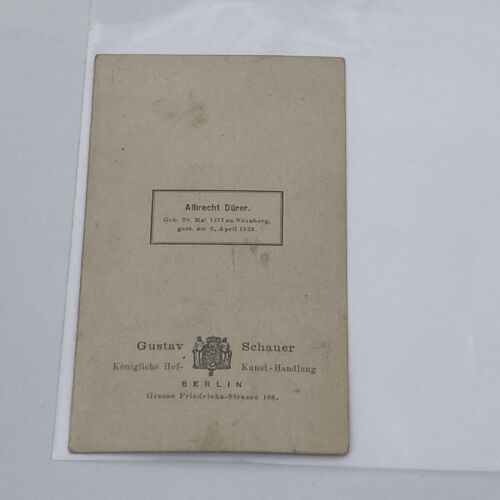 Albrecht Dürer.
Geb. 20. Mai 1471 zu Nürnberg,
gest. am 6. April 1528.
Gustav Schauer
Königliche Hof- Kunst-Handlung
BERLIN
Grosse Friedrichs-Strasse 188.